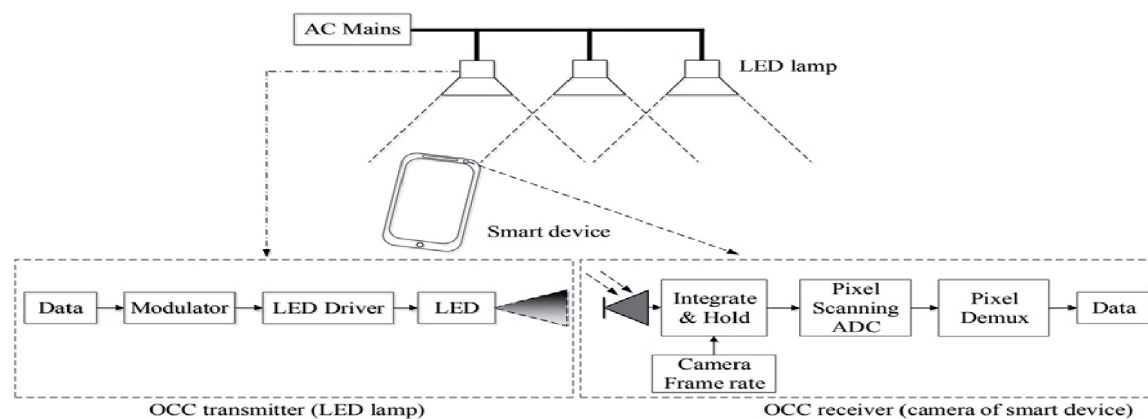 AC Mains
LED lamp
Smart device
Data
Modulator
LED Driver
LED
Integrate
& Hold
Pixel
Scanning
ADC
Pixel
Demux
Data
Camera
Frame rate
OCC transmitter (LED lamp)
OCC receiver (camera of smart device)